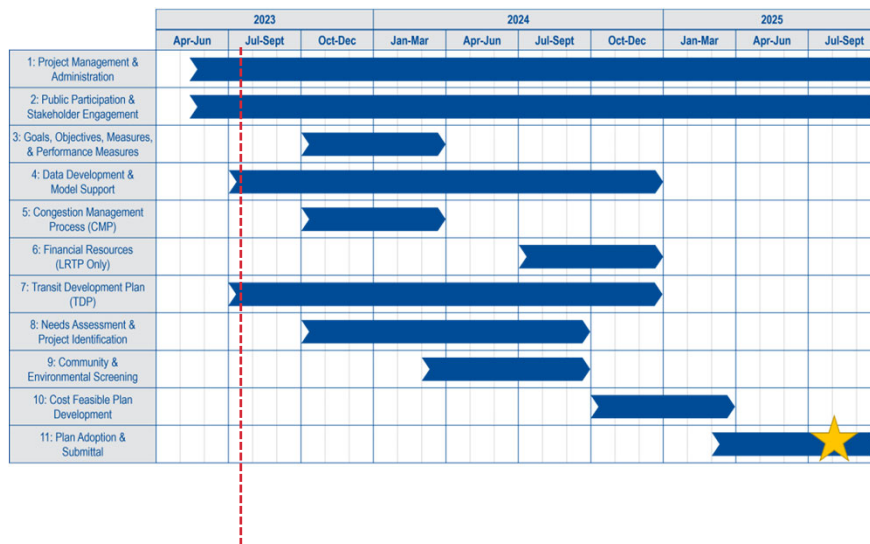 2023 2024 2025
Apr-Jun Jul-Sept Oct-Dec Jan-Mar Apr-Jun Jul-Sept Oct-Dec Jan-Mar Apr-Jun Jul-Sept
1: Project Management &
Administration
2: Public Participation &
Stakeholder Engagement
3: Goals, Objectives, Measures,
& Performance Measures
4: Data Development &
Model Support
5: Congestion Management
Process (CMP)
6: Financial Resources
(LRTP Only)
7: Transit Development Plan
(TDP)
8: Needs Assessment &
Project Identification
9: Community &
Environmental Screening
10: Cost Feasible Plan
Development
11: Plan Adoption &
Submittal